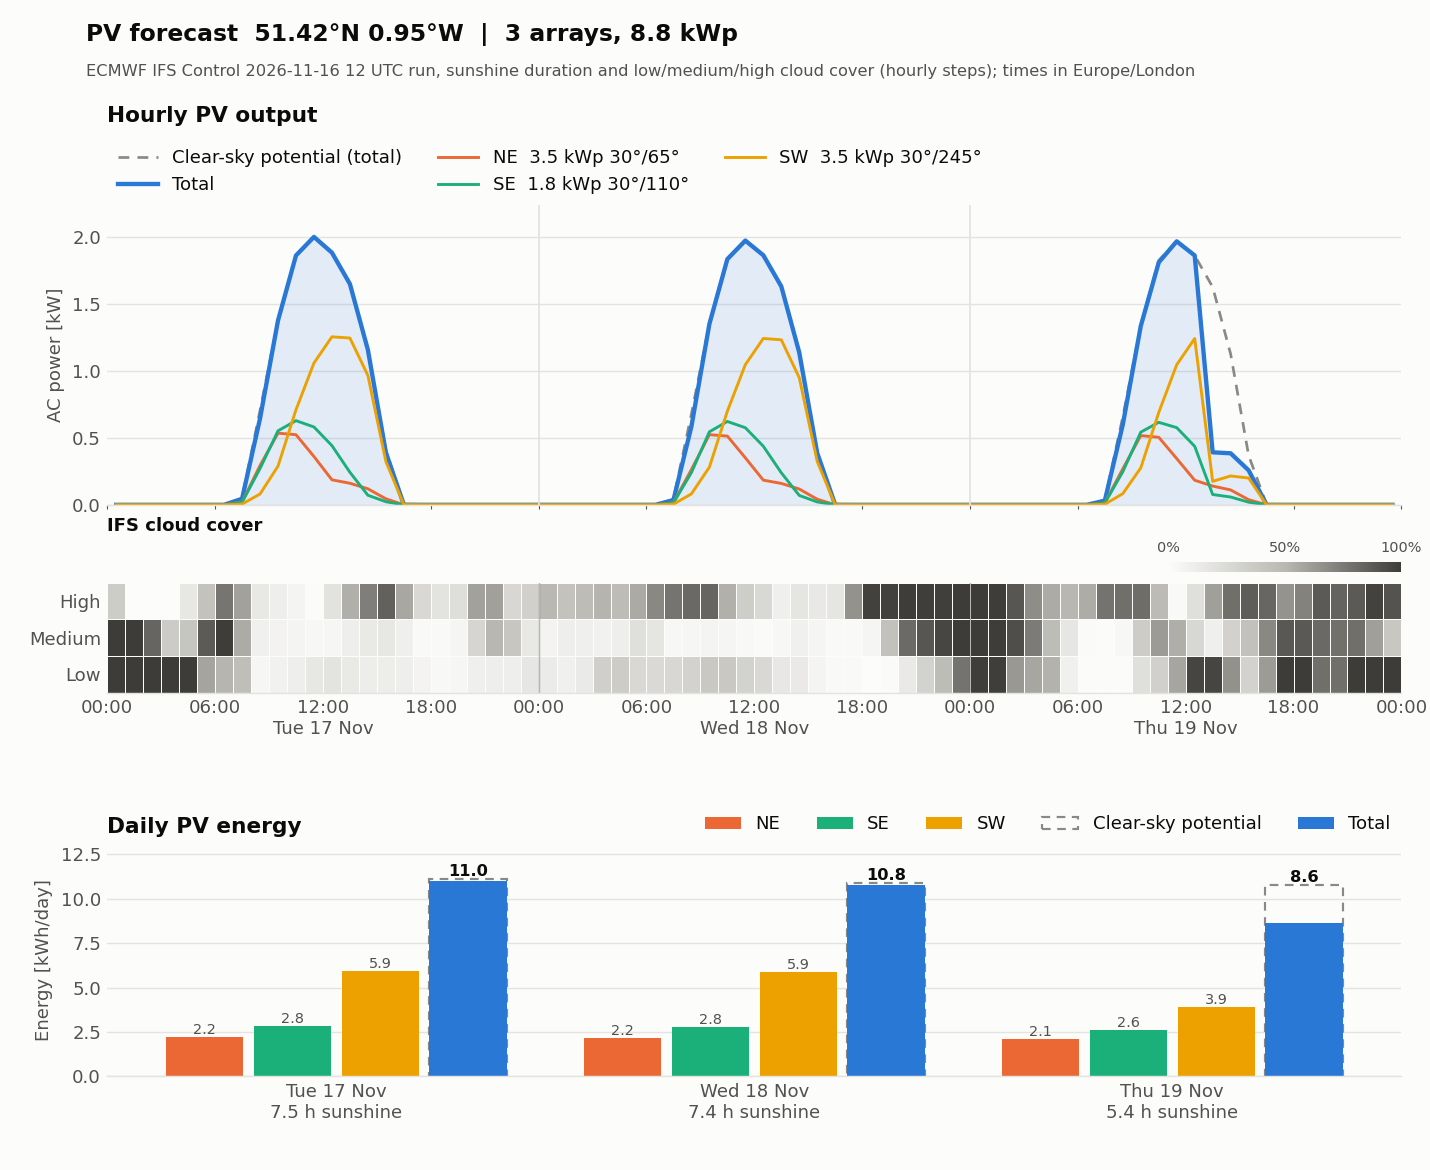 PV forecast  51.42°N 0.95°W  |  3 arrays, 8.8 kWp
ECMWF IFS Control 2026-11-16 12 UTC run, sunshine duration and low/medium/high cloud cover (hourly steps); times in Europe/London
Hourly PV output
Clear-sky potential (total)
Total
NE  3.5 kWp 30°/65°
SE  1.8 kWp 30°/110°
SW  3.5 kWp 30°/245°
AC power [kW]
2.0
1.5
1.0
0.5
0.0
IFS cloud cover
0% 50% 100%
High
Medium
Low
00:00 06:00 12:00 18:00 00:00 06:00 12:00 18:00 00:00 06:00 12:00 18:00 00:00
Tue 17 Nov Wed 18 Nov Thu 19 Nov
Daily PV energy
NE SE SW Clear-sky potential Total
Energy [kWh/day]
12.5
10.0
7.5
5.0
2.5
0.0
2.2 2.8 5.9 11.0
2.2 2.8 5.9 10.8
2.1 2.6 3.9 8.6
Tue 17 Nov Wed 18 Nov Thu 19 Nov
7.5 h sunshine 7.4 h sunshine 5.4 h sunshine